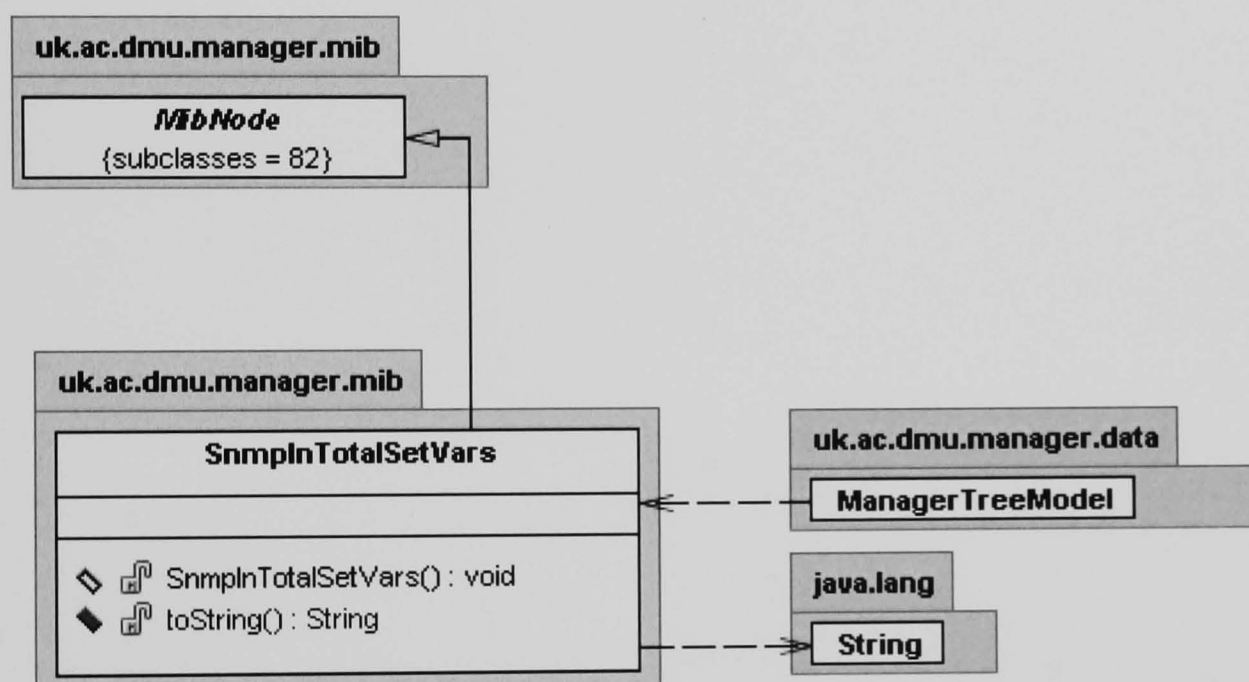 uk.ac.dmu.manager.mib
MibNode
{subclasses = 82}
uk.ac.dmu.manager.mib
SnmpInTotalSetVars
SnmpInTotalSetVars() : void
toString() : String
uk.ac.dmu.manager.data
ManagerTreeModel
java.lang
String